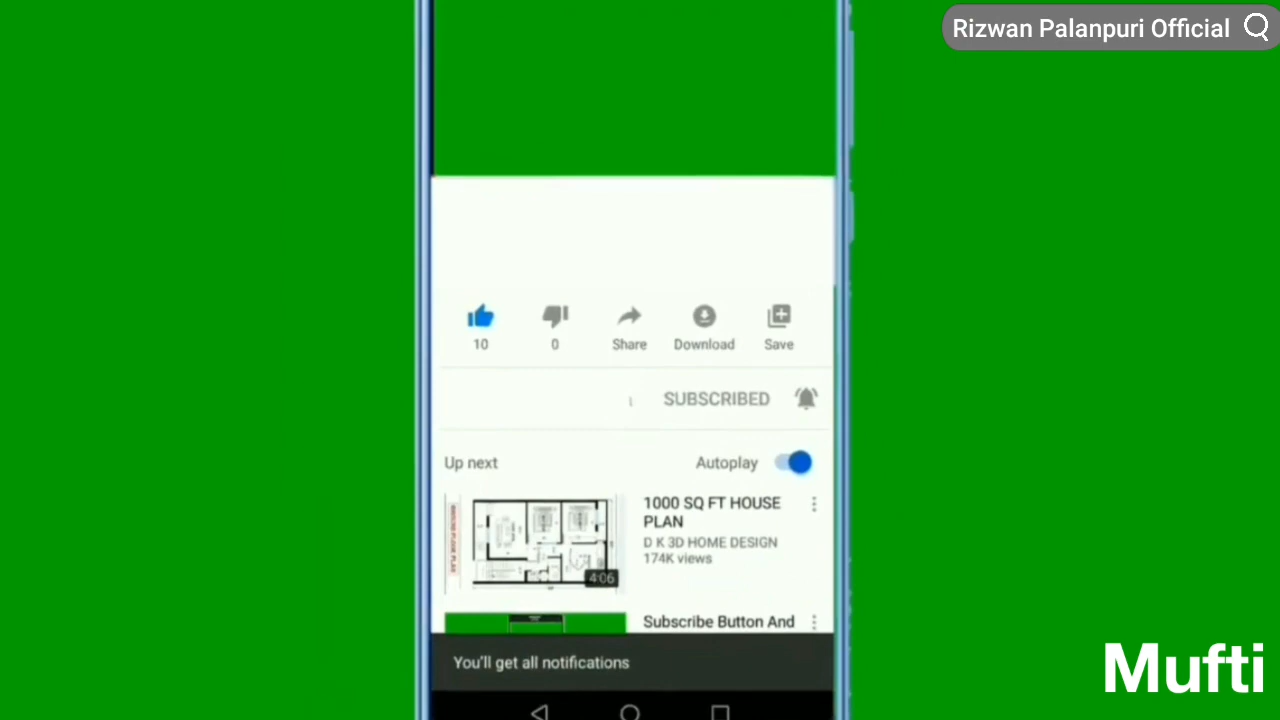 Rizwan Palanpuri Official
10
0
Share
Download
Save
SUBSCRIBED
Up next
Autoplay
1000 SQ FT HOUSE
PLAN
D K 3D HOME DESIGN
174K views
4:06
Subscribe Button And
You'll get all notifications
Mufti